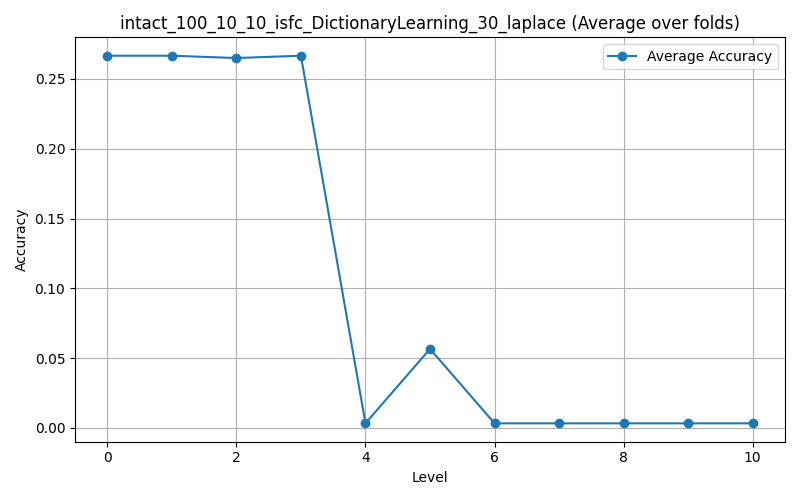 intact_100_10_10_isfc_DictionaryLearning_30_laplace (Average over folds)
Average Accuracy
Accuracy
0.25
0.20
0.15
0.10
0.05
0.00
0 2 4 6 8 10
Level